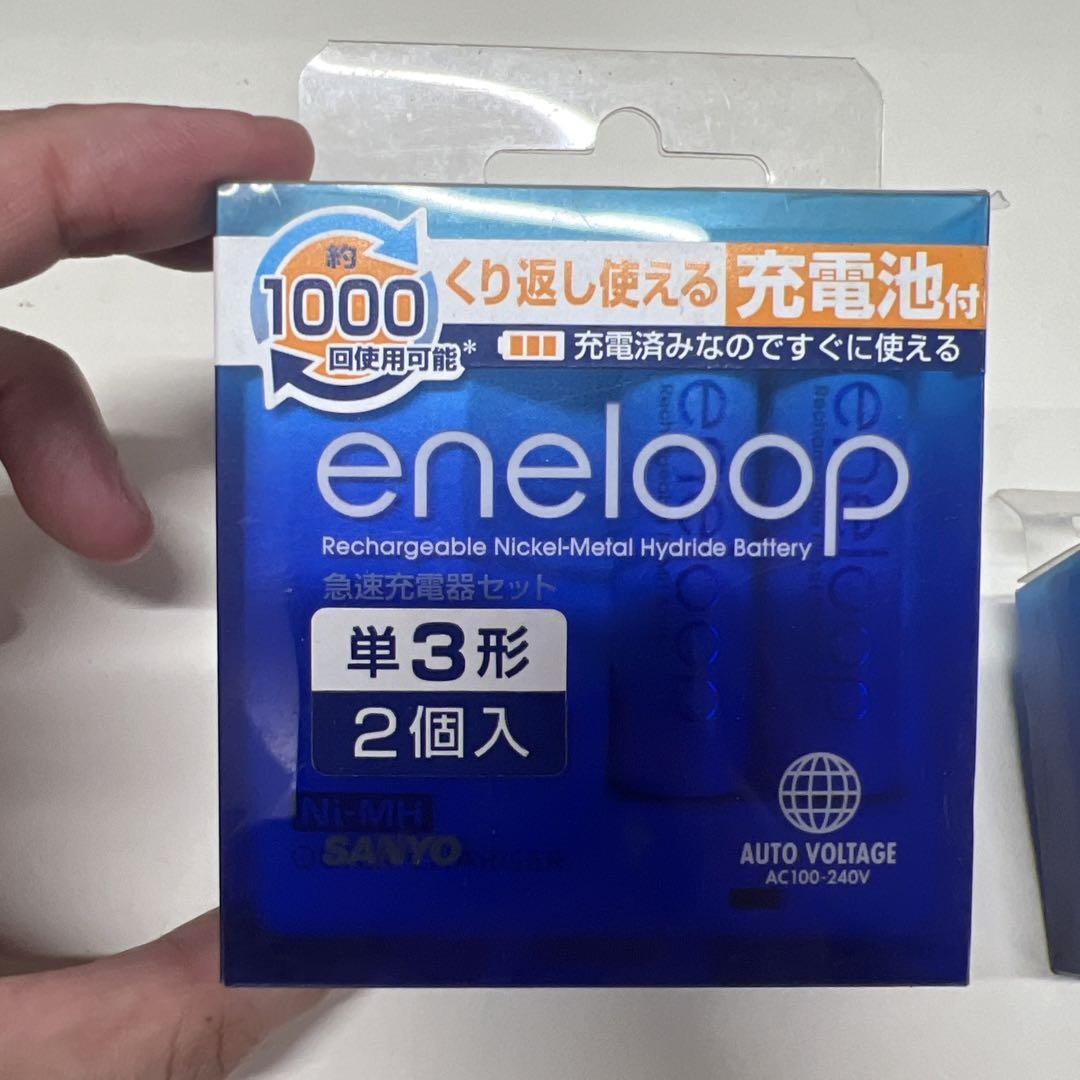 約
1000
回使用可能*
くり返し使える 充電池付
充電済みなのですぐに使える
eneloop
Rechargeable Nickel-Metal Hydride Battery
急速充電器セット
単3形
2個入
eneloop
eneloop
Ni-MH
SANYO
AUTO VOLTAGE
AC100-240V